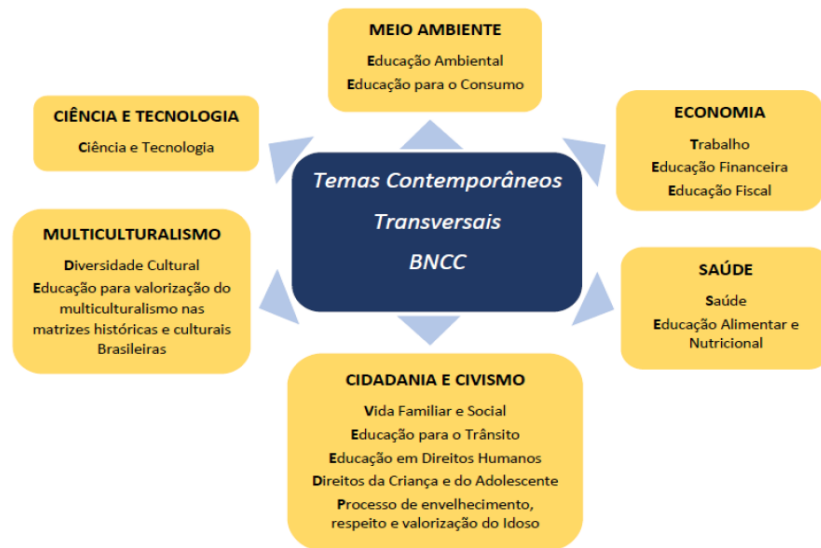 MEIO AMBIENTE
Educação Ambiental
Educação para o Consumo
CIÊNCIA E TECNOLOGIA
Ciência e Tecnologia
ECONOMIA
Trabalho
Educação Financeira
Educação Fiscal
Temas Contemporâneos
Transversais
BNCC
MULTICULTURALISMO
Diversidade Cultural
Educação para valorização do
multiculturalismo nas
matrizes históricas e culturais
Brasileiras
SAÚDE
Saúde
Educação Alimentar e
Nutricional
CIDADANIA E CIVISMO
Vida Familiar e Social
Educação para o Trânsito
Educação em Direitos Humanos
Direitos da Criança e do Adolescente
Processo de envelhecimento,
respeito e valorização do Idoso